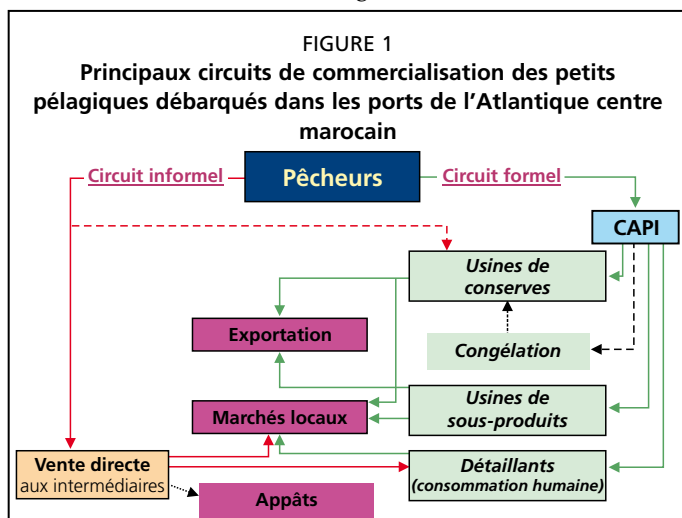 FIGURE 1
Principaux circuits de commercialisation des petits
pélagiques débarqués dans les ports de l'Atlantique centre
marocain
Circuit informel
Pêcheurs
Circuit formel
CAPI
Usines de
conserves
Exportation
Congélation
Marchés locaux
Usines de
sous-produits
Vente directe
aux intermédiaires
Détaillants
(consommation humaine)
Appâts